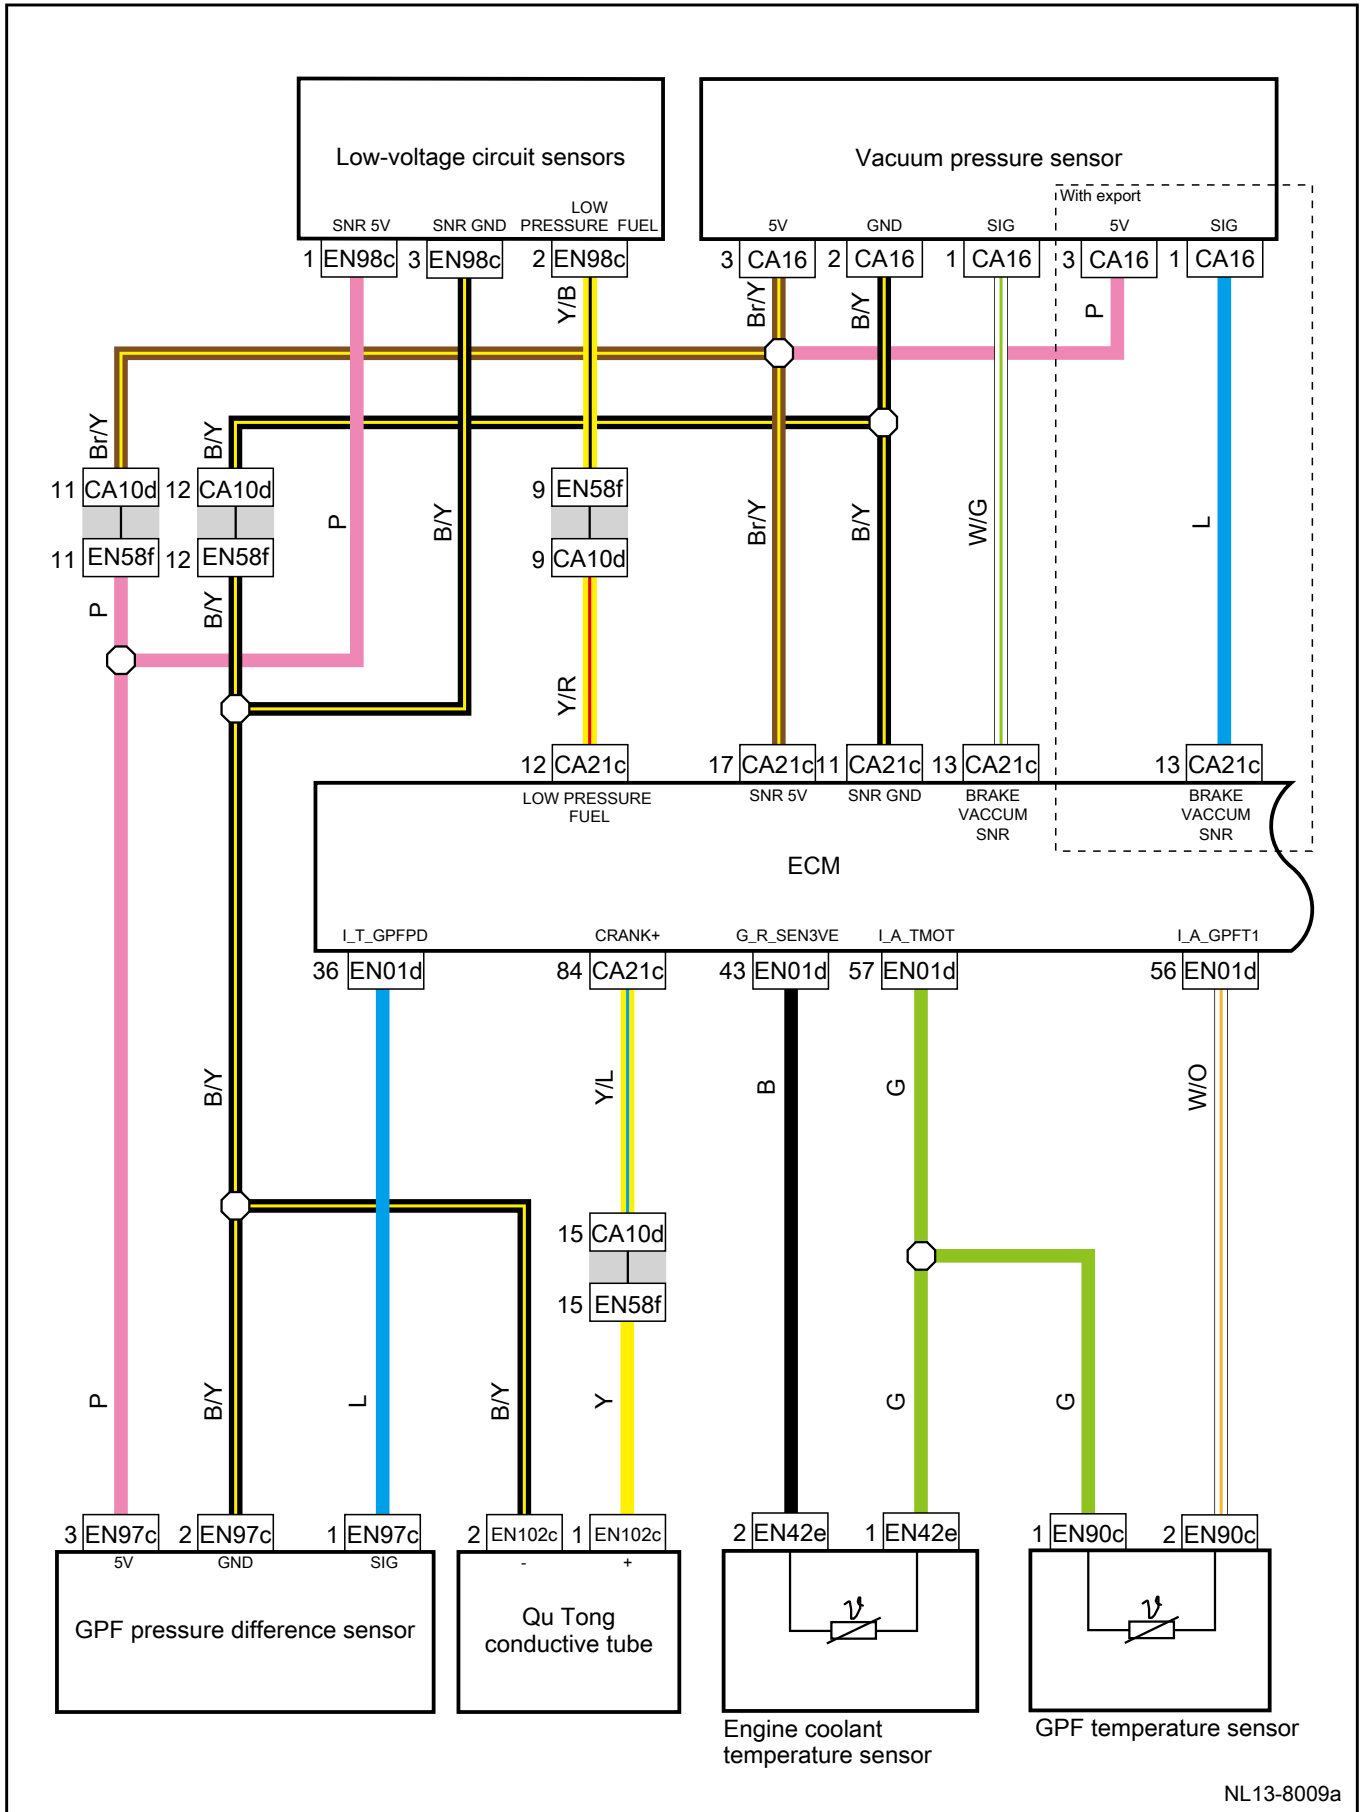 Low-voltage circuit sensors
Vacuum pressure sensor
With export
SNR 5V
SNR GND
LOW
PRESSURE FUEL
5V
GND
SIG
5V
SIG
1 EN98c
3 EN98c
2 EN98c
3 CA16
2 CA16
1 CA16
3 CA16
1 CA16
Y/B
Br/Y
B/Y
P
Br/Y
B/Y
11 CA10d
12 CA10d
9 EN58f
P
B/Y
Br/Y
B/Y
W/G
L
11 EN58f
12 EN58f
9 CA10d
P
B/Y
Y/R
12 CA21c
17 CA21c
11 CA21c
13 CA21c
13 CA21c
LOW PRESSURE
FUEL
SNR 5V
SNR GND
BRAKE
VACCUM
SNR
BRAKE
VACCUM
SNR
ECM
I_T_GPFPD
CRANK+
G_R_SEN3VE
I_A_TMOT
I_A_GPFT1
36 EN01d
84 CA21c
43 EN01d
57 EN01d
56 EN01d
B/Y
Y/L
B
G
W/O
15 CA10d
15 EN58f
P
B/Y
L
B/Y
Y
G
G
3 EN97c
2 EN97c
1 EN97c
2 EN102c
1 EN102c
2 EN42e
1 EN42e
1 EN90c
2 EN90c
5V
GND
SIG
-
+
GPF pressure difference sensor
Qu Tong
conductive tube
Engine coolant
temperature sensor
GPF temperature sensor
NL13-8009a